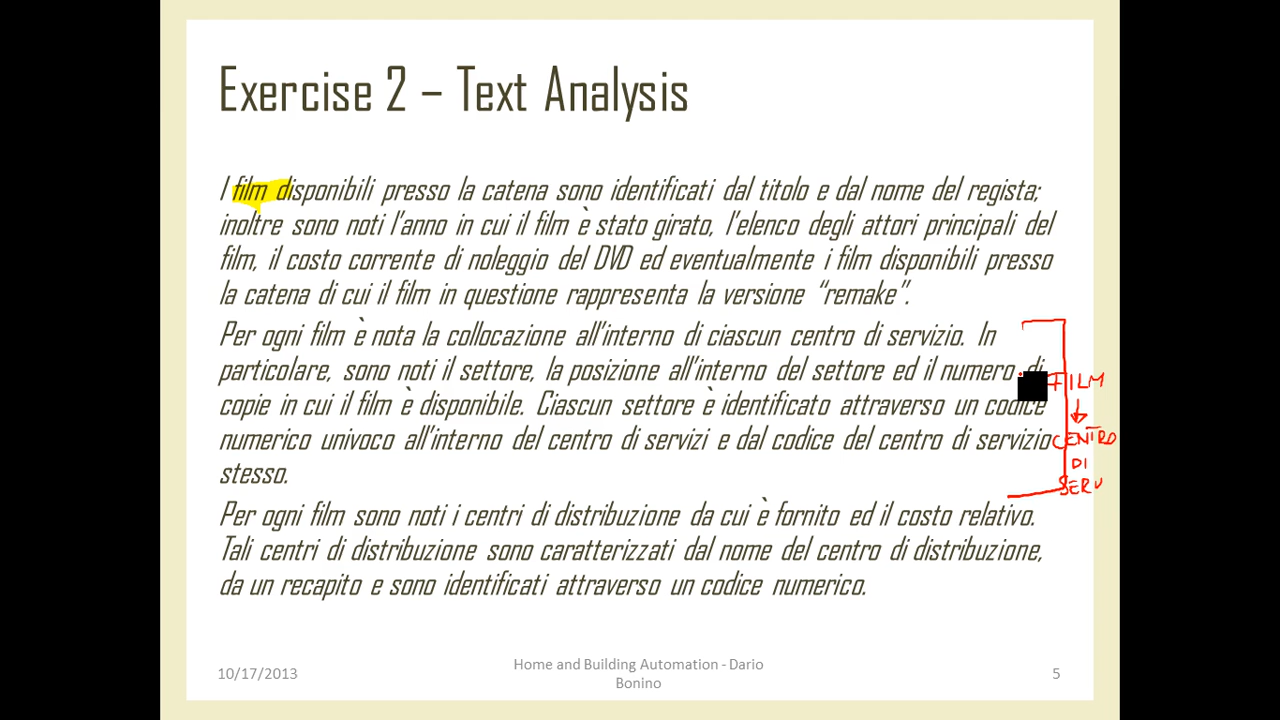 Exercise 2 – Text Analysis
I film disponibili presso la catena sono identificati dal titolo e dal nome del regista;
inoltre sono noti l'anno in cui il film è stato girato, l'elenco degli attori principali del
film, il costo corrente di noleggio del DVD ed eventualmente i film disponibili presso
la catena di cui il film in questione rappresenta la versione “remake”.
Per ogni film è nota la collocazione all'interno di ciascun centro di servizio. In
particolare, sono noti il settore, la posizione all'interno del settore ed il numero di
copie in cui il film è disponibile. Ciascun settore è identificato attraverso un codice
numerico univoco all'interno del centro di servizi e dal codice del centro di servizio
stesso.
Per ogni film sono noti i centri di distribuzione da cui è fornito ed il costo relativo.
Tali centri di distribuzione sono caratterizzati dal nome del centro di distribuzione,
da un recapito e sono identificati attraverso un codice numerico.
FILM
CENTRO
DI
SERV
10/17/2013
Home and Building Automation - Dario
Bonino
5